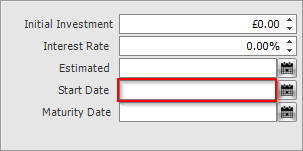 Initial Investment £0.00
Interest Rate 0.00%
Estimated
Start Date
Maturity Date